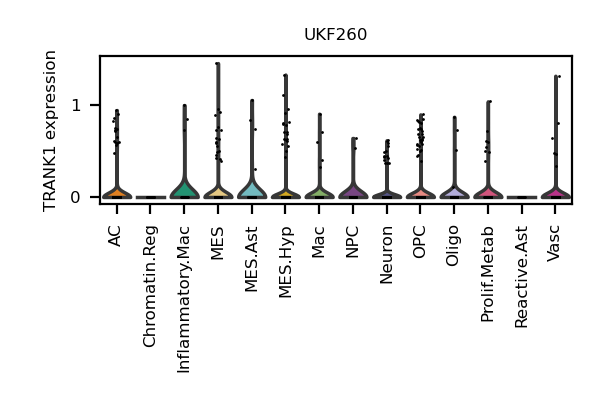 UKF260
TRANK1 expression
1
0
AC
Chromatin.Reg
Inflammatory.Mac
MES
MES.Ast
MES.Hyp
Mac
NPC
Neuron
OPC
Oligo
Prolif.Metab
Reactive.Ast
Vasc